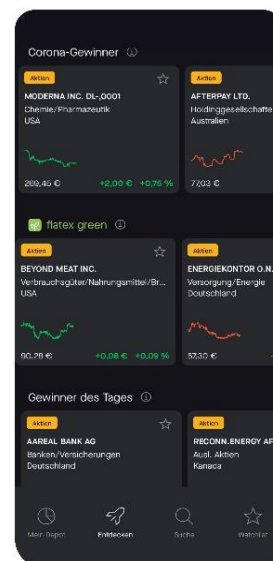 Corona-Gewinner
Aktien
MODERNA INC. DL-,0001
Chemie/Pharmazeutik
USA
269,45 €
+2,00 € +0,75 %
Aktien
AFTERPAY LTD.
Holdinggesellschafte
Australien
77,03 €
flatex green
Aktien
BEYOND MEAT INC.
Verbrauchsgüter/Nahrungsmittel/Br...
USA
90,28 €
+0,08 € +0,09 %
Aktien
ENERGIEKONTOR O.N.
Versorgung/Energie
Deutschland
57,30 €
Gewinner des Tages
Aktien
AAREAL BANK AG
Banken/Versicherungen
Deutschland
Aktien
RECONN.ENERGY AF
Ausl. Aktien
Kanada
Mein Depot
Entdecken
Suche
Watchlist